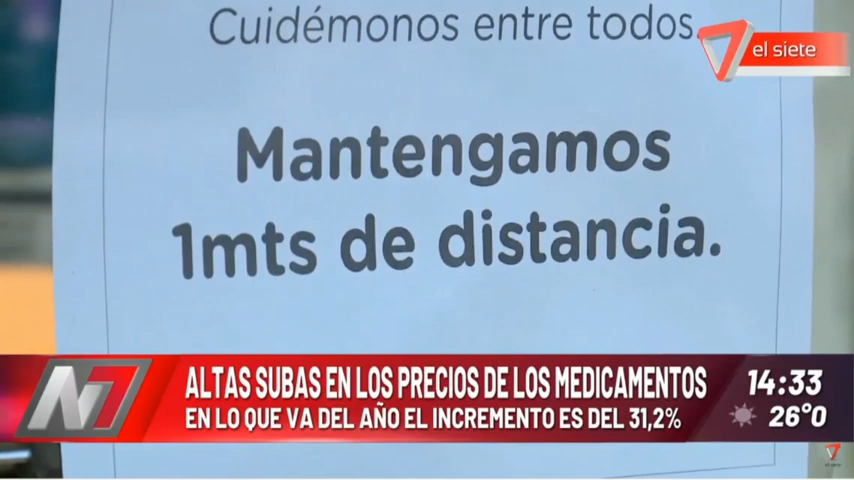 Cuidémonos entre todos.
el siete
Mantengamos
1mts de distancia.
N7
ALTAS SUBAS EN LOS PRECIOS DE LOS MEDICAMENTOS
14:33
EN LO QUE VA DEL AÑO EL INCREMENTO ES DEL 31,2%
26°0